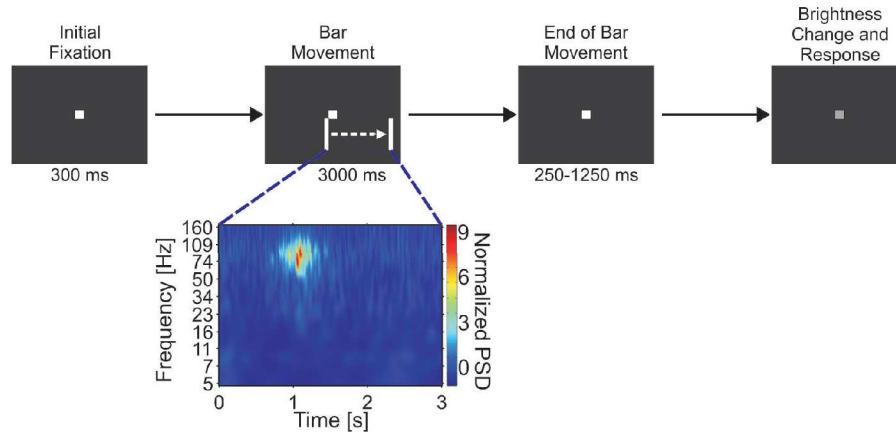 Initial
Fixation
Bar
Movement
End of Bar
Movement
Brightness
Change and
Response
300 ms
3000 ms
250-1250 ms
Frequency [Hz]
160
109
74
50
34
23
16
11
7
5
0
1
2
3
Time [s]
9
6
3
0
Normalized PSD